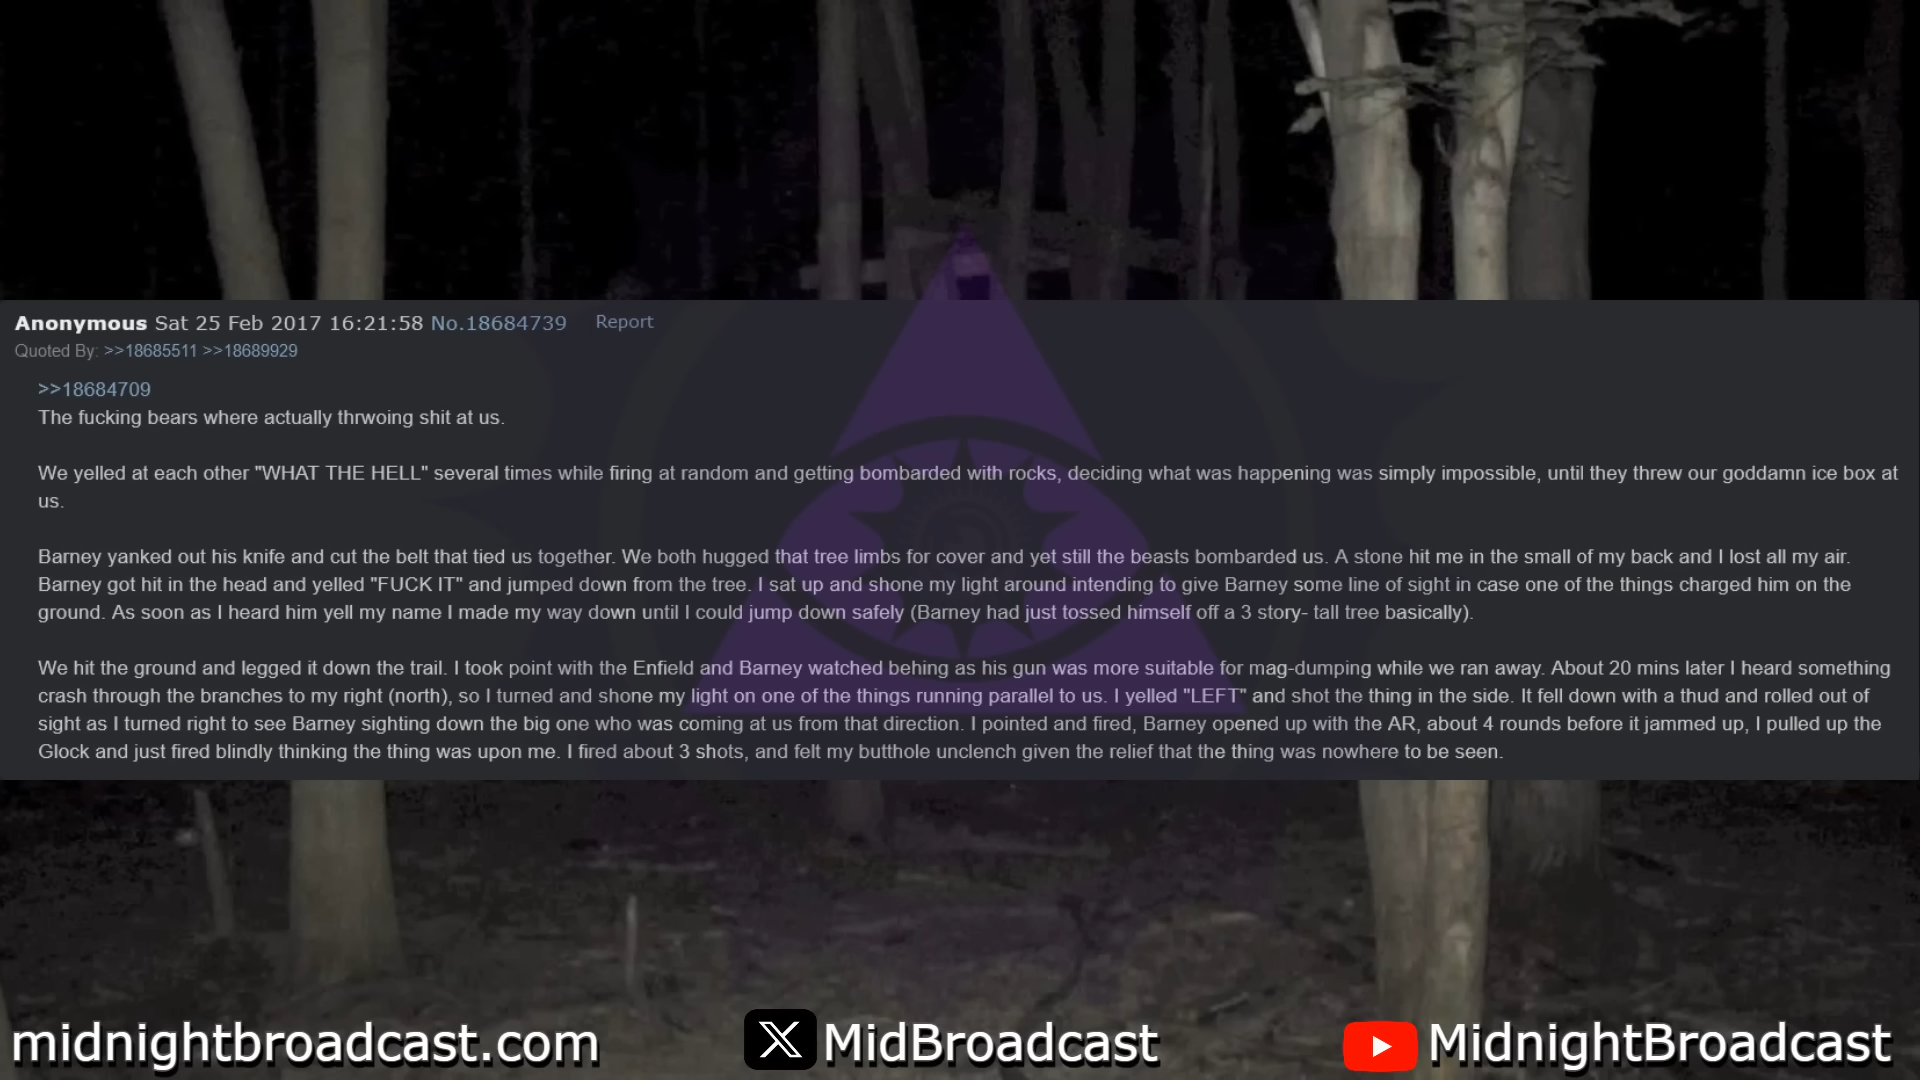 Anonymous Sat 25 Feb 2017 16:21:58 No.18684739 Report
Quoted By: >>18685511 >>18689929
>>18684709
The fucking bears where actually thrwoing shit at us.
We yelled at each other "WHAT THE HELL" several times while firing at random and getting bombarded with rocks, deciding what was happening was simply impossible, until they threw our goddamn ice box at
us.
Barney yanked out his knife and cut the belt that tied us together. We both hugged that tree limbs for cover and yet still the beasts bombarded us. A stone hit me in the small of my back and I lost all my air.
Barney got hit in the head and yelled "FUCK IT" and jumped down from the tree. I sat up and shone my light around intending to give Barney some line of sight in case one of the things charged him on the
ground. As soon as I heard him yell my name I made my way down until I could jump down safely (Barney had just tossed himself off a 3 story- tall tree basically).
We hit the ground and legged it down the trail. I took point with the Enfield and Barney watched behing as his gun was more suitable for mag-dumping while we ran away. About 20 mins later I heard something
crash through the branches to my right (north), so I turned and shone my light on one of the things running parallel to us. I yelled "LEFT" and shot the thing in the side. It fell down with a thud and rolled out of
sight as I turned right to see Barney sighting down the big one who was coming at us from that direction. I pointed and fired, Barney opened up with the AR, about 4 rounds before it jammed up, I pulled up the
Glock and just fired blindly thinking the thing was upon me. I fired about 3 shots, and felt my butthole unclench given the relief that the thing was nowhere to be seen.
midnightbroadcast.com MidBroadcast MidnightBroadcast